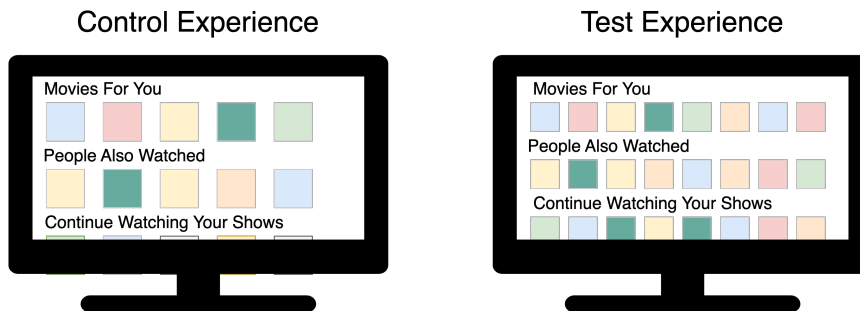 Control Experience
Movies For You
People Also Watched
Continue Watching Your Shows
Test Experience
Movies For You
People Also Watched
Continue Watching Your Shows